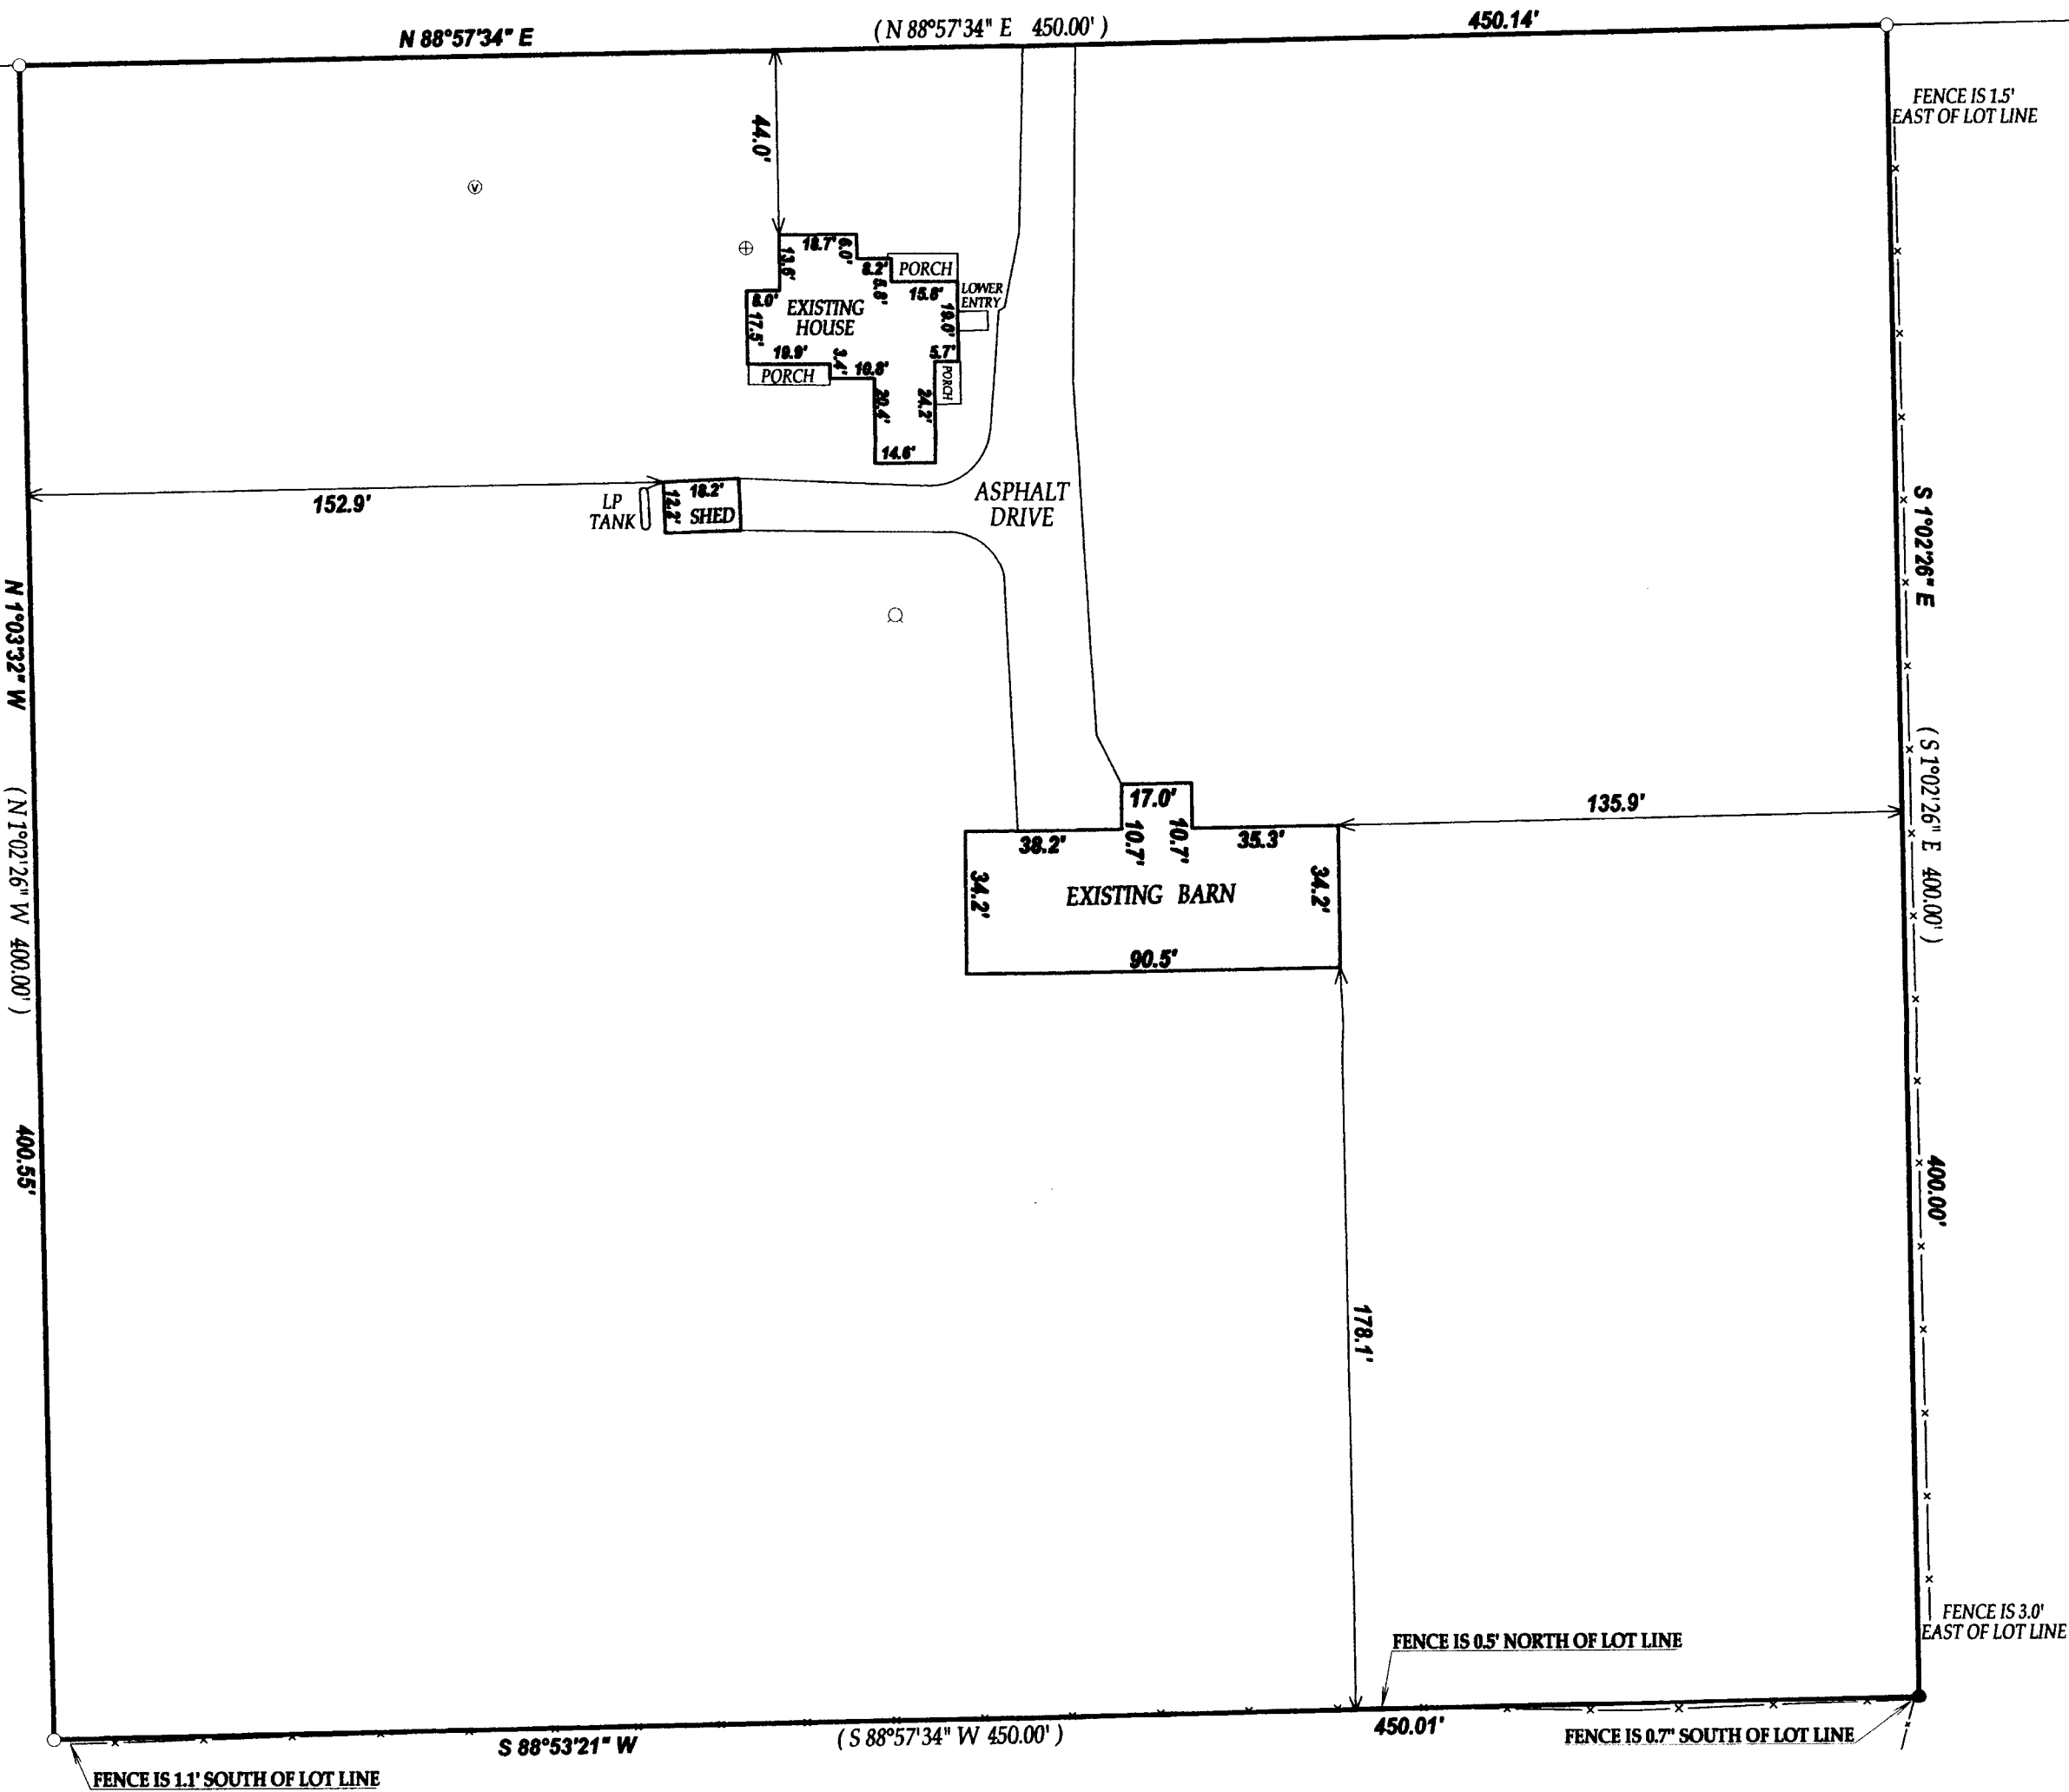 N 88°57'34" E
( N 88°57'34" E 450.00' )
450.14'
FENCE IS 1.5'
EAST OF LOT LINE
44.0'
V
18.7'
6.0'
13.6'
8.2'
PORCH
5.8'
15.6'
LOWER
ENTRY
8.0'
EXISTING
HOUSE
19.0'
17.5'
19.9'
3.4'
5.7'
PORCH
10.8'
PORCH
20.4'
24.2'
14.6'
152.9'
LP
TANK
18.2'
12.2'
SHED
ASPHALT
DRIVE
S 1°02'26" E
N 1°03'32" W
( S 1°02'26" E 400.00' )
( N 1°02'26" W 400.00' )
17.0'
135.9'
38.2'
10.7'
10.7'
35.3'
34.2'
EXISTING BARN
34.2'
90.5'
400.55'
400.00'
178.1'
FENCE IS 3.0'
EAST OF LOT LINE
FENCE IS 0.5' NORTH OF LOT LINE
S 88°53'21" W
( S 88°57'34" W 450.00' )
450.01'
FENCE IS 0.7" SOUTH OF LOT LINE
FENCE IS 1.1' SOUTH OF LOT LINE